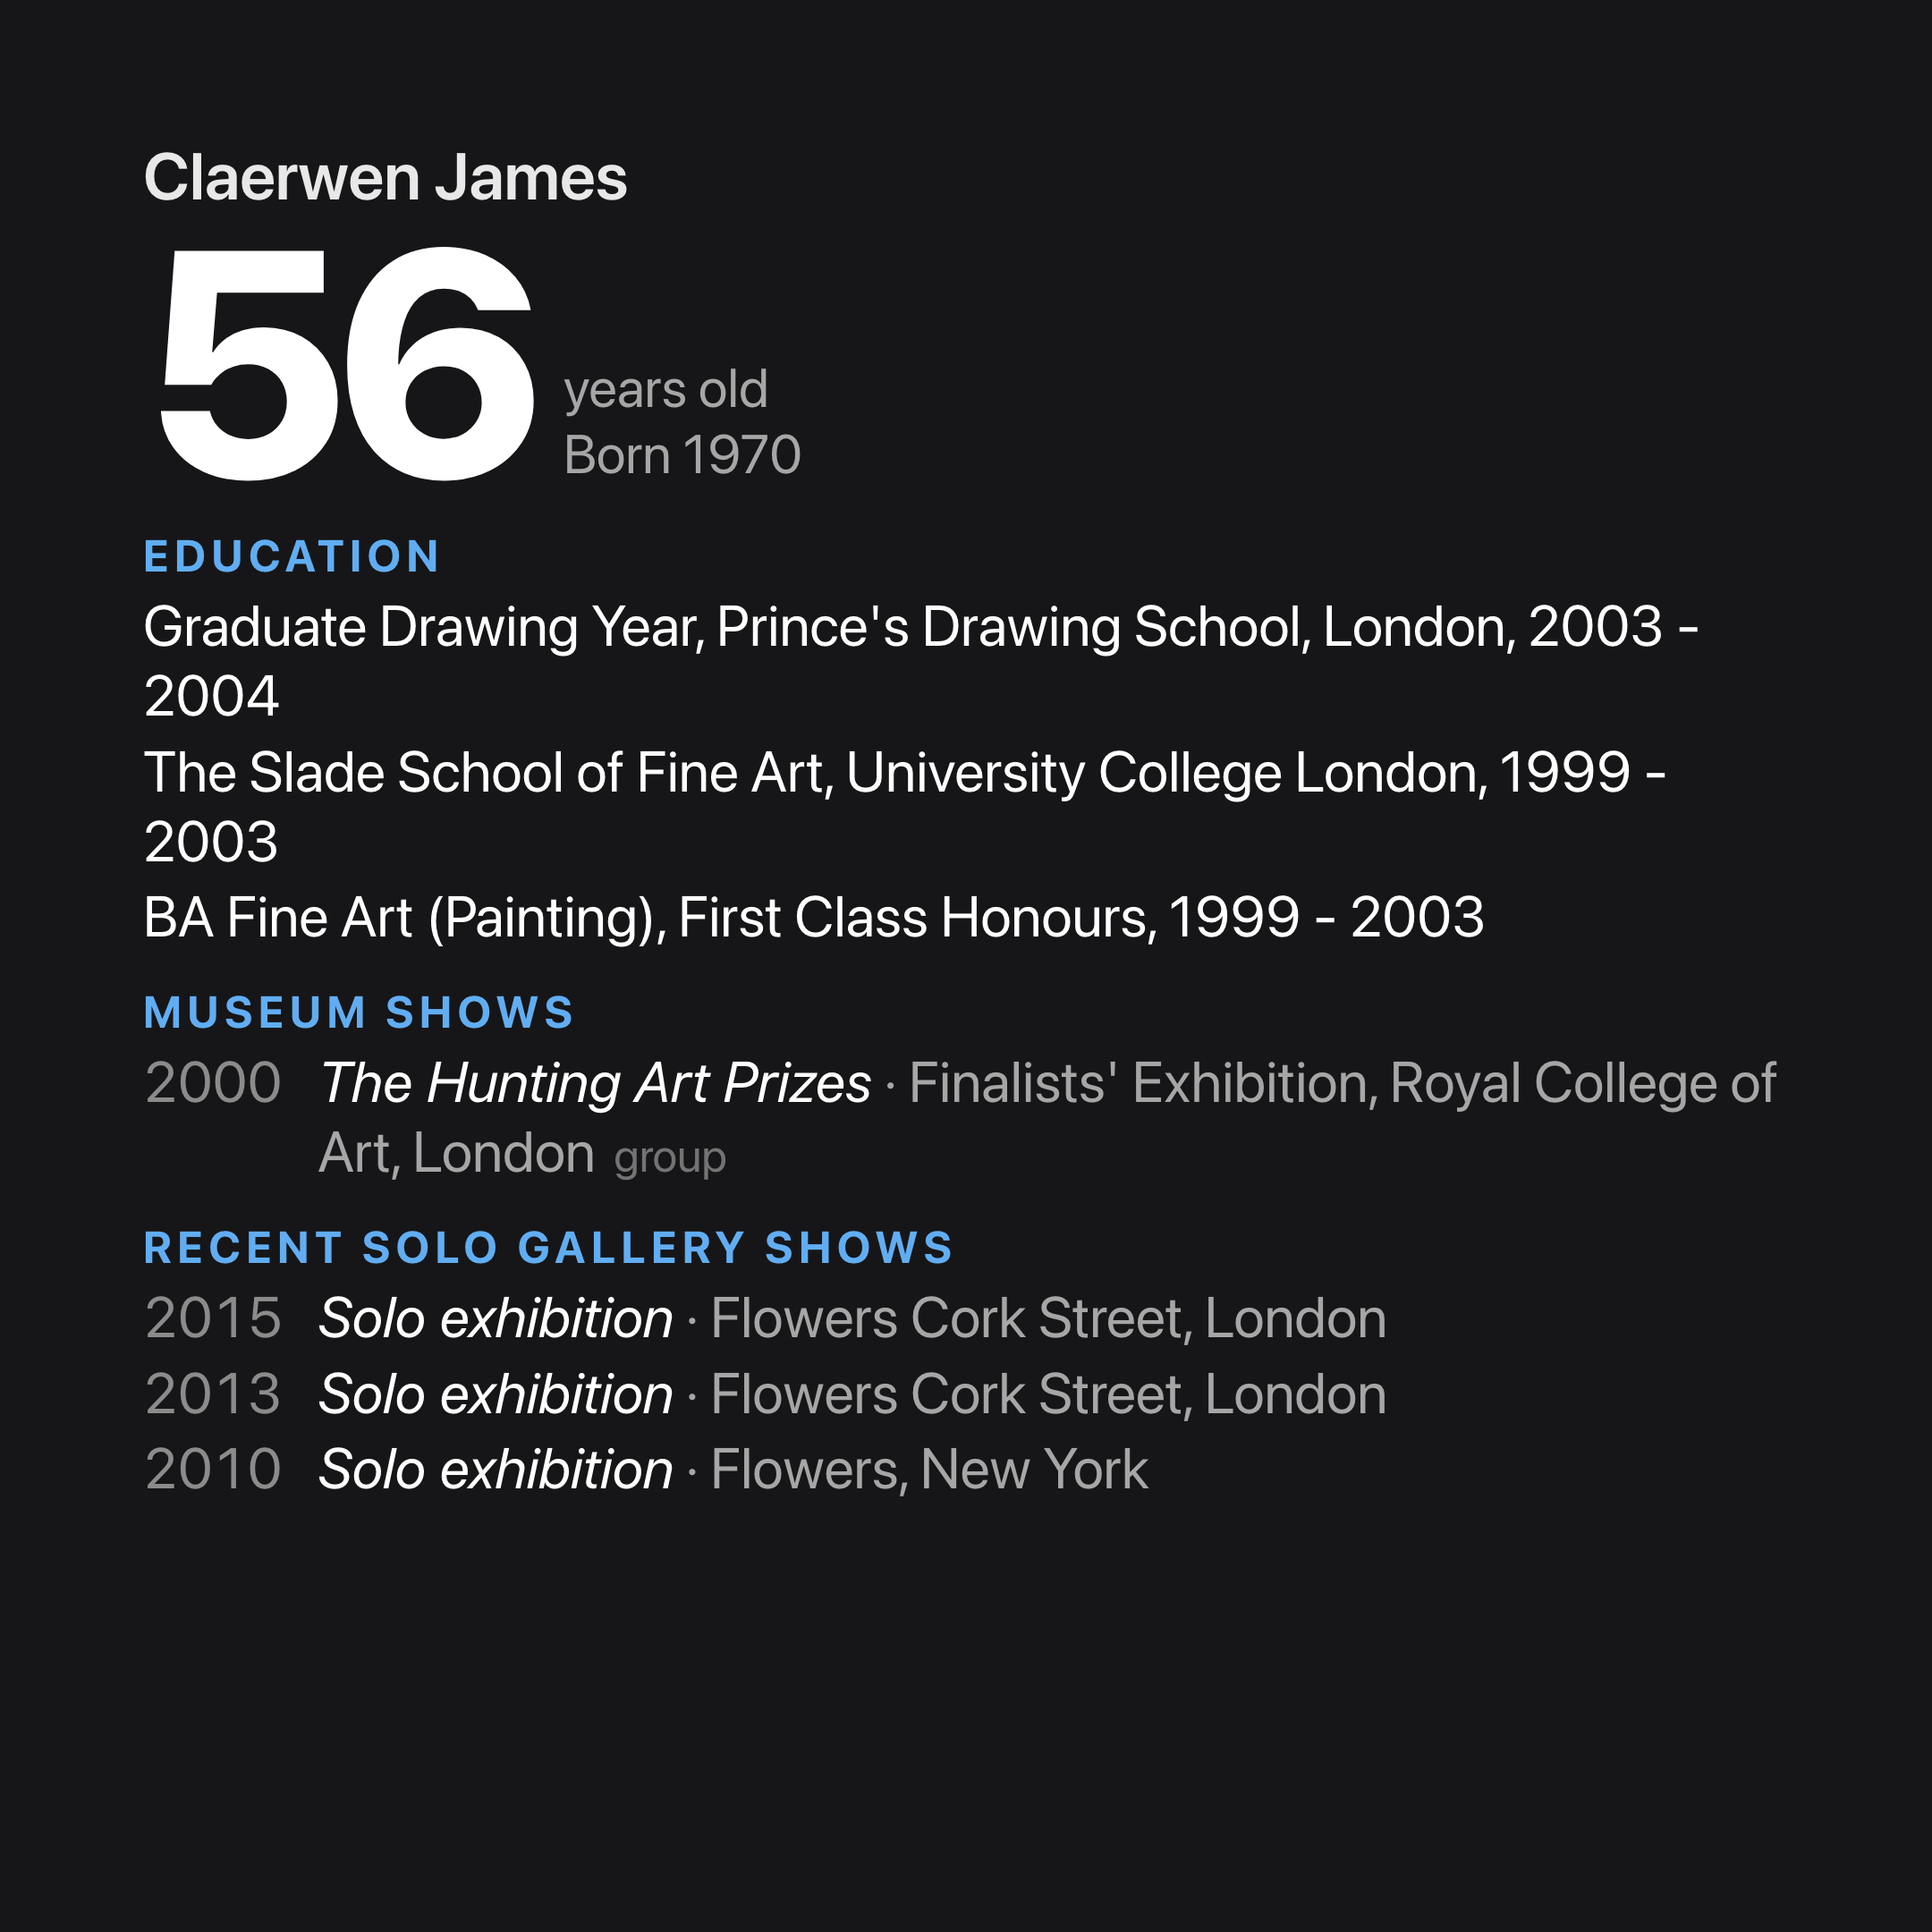 Claerwen James
56 years old
Born 1970
EDUCATION
Graduate Drawing Year, Prince's Drawing School, London, 2003 -
2004
The Slade School of Fine Art, University College London, 1999 -
2003
BA Fine Art (Painting), First Class Honours, 1999 - 2003
MUSEUM SHOWS
2000 The Hunting Art Prizes · Finalists' Exhibition, Royal College of
Art, London group
RECENT SOLO GALLERY SHOWS
2015 Solo exhibition · Flowers Cork Street, London
2013 Solo exhibition · Flowers Cork Street, London
2010 Solo exhibition · Flowers, New York